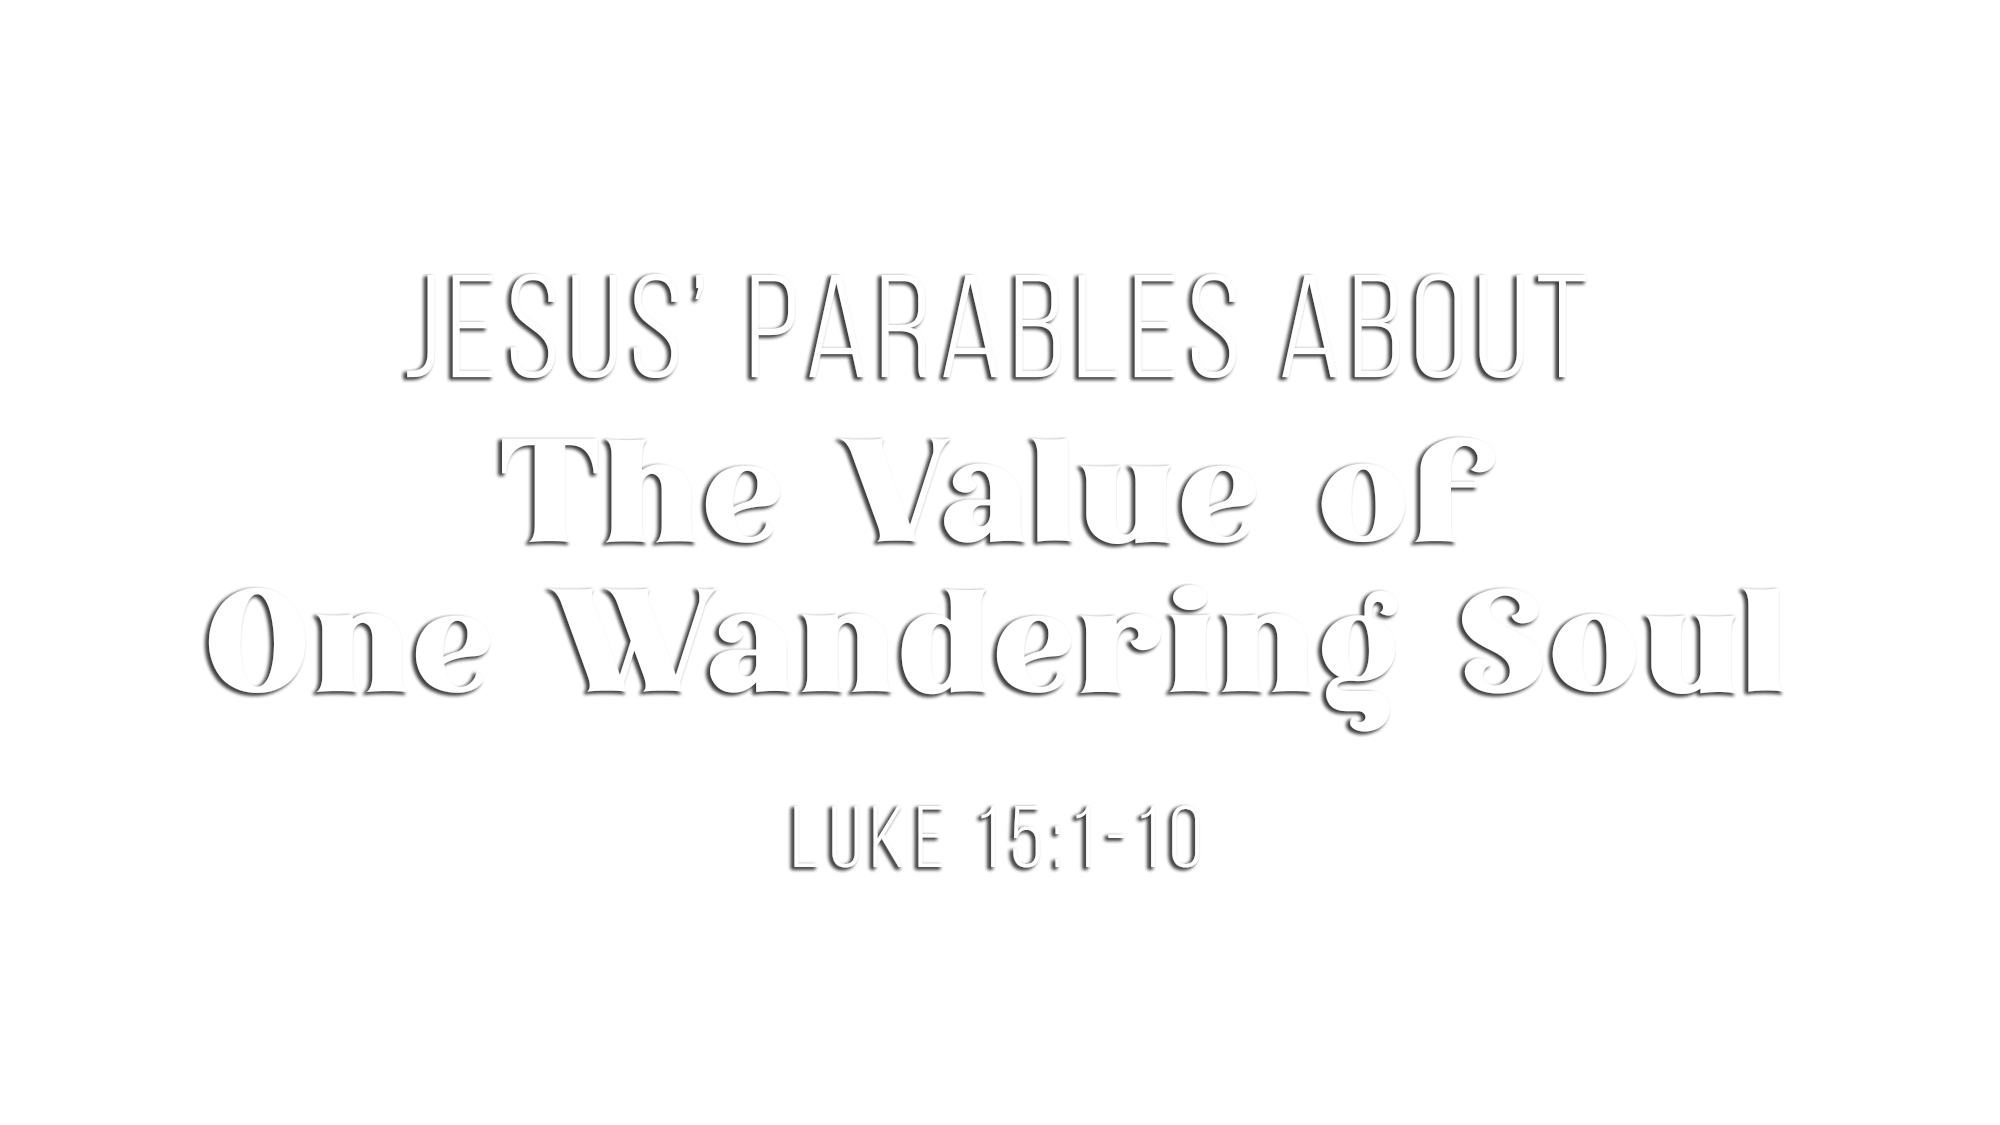 JESUS’ PARABLES ABOUT
The Value of
One Wandering Soul
LUKE 15:1-10